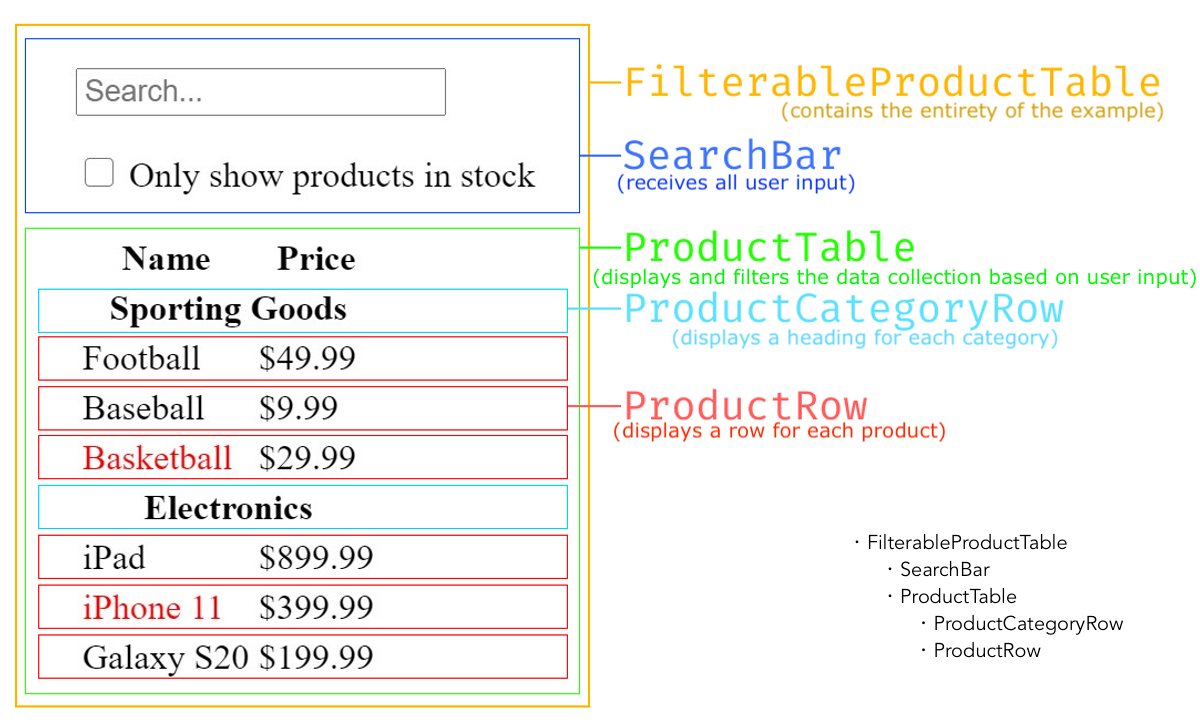 Search...
Only show products in stock
Name Price
Sporting Goods
Football $49.99
Baseball $9.99
Basketball $29.99
Electronics
iPad $899.99
iPhone 11 $399.99
Galaxy S20 $199.99
FilterableProductTable
(contains the entirety of the example)
SearchBar
(receives all user input)
ProductTable
(displays and filters the data collection based on user input)
ProductCategoryRow
(displays a heading for each category)
ProductRow
(displays a row for each product)
· FilterableProductTable
· SearchBar
· ProductTable
· ProductCategoryRow
· ProductRow